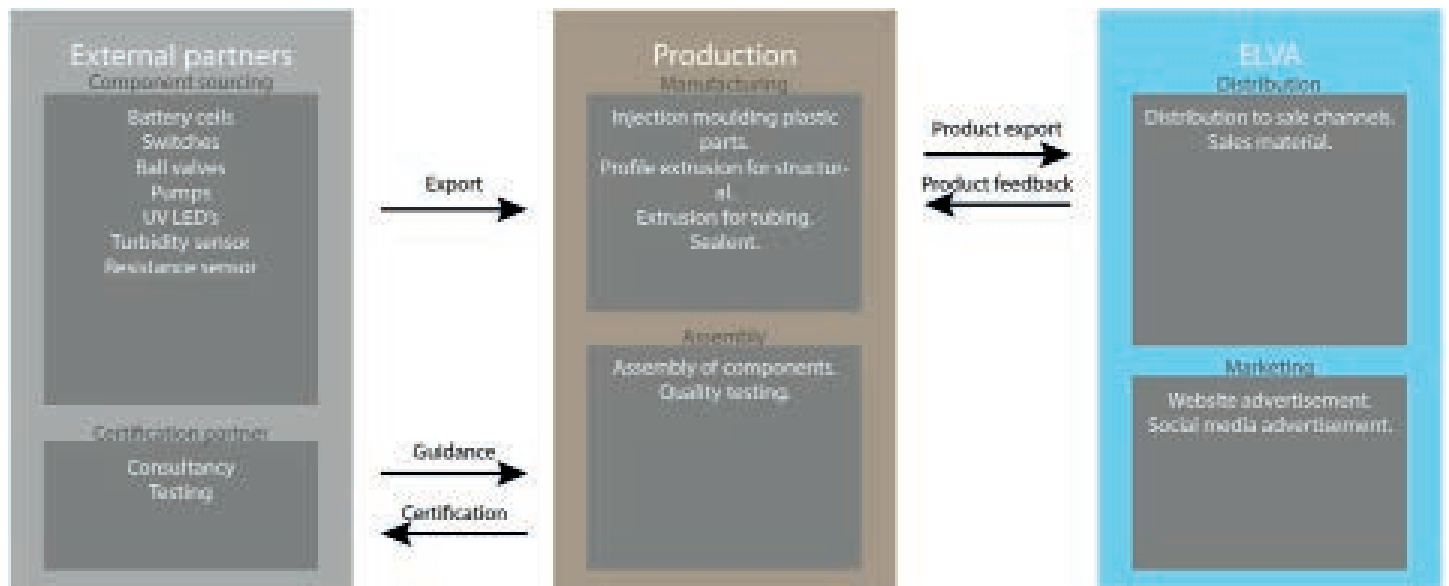 External partners
Component sourcing
Battery cells
Switches
Ball valves
Pumps
UV LED's
Turbidity sensor
Resistance sensor
Certification partner
Consultancy
Testing
Export
Guidance
Certification
Production
Manufacturing
Injection moulding plastic
parts.
Profile extrusion for structur-
al.
Extrusion for tubing.
Sealent.
Assembly
Assembly of components.
Quality testing.
Product export
Product feedback
ELVA
Distribution
Distribution to sale channels.
Sales material.
Marketing
Website advertisement.
Social media advertisement.